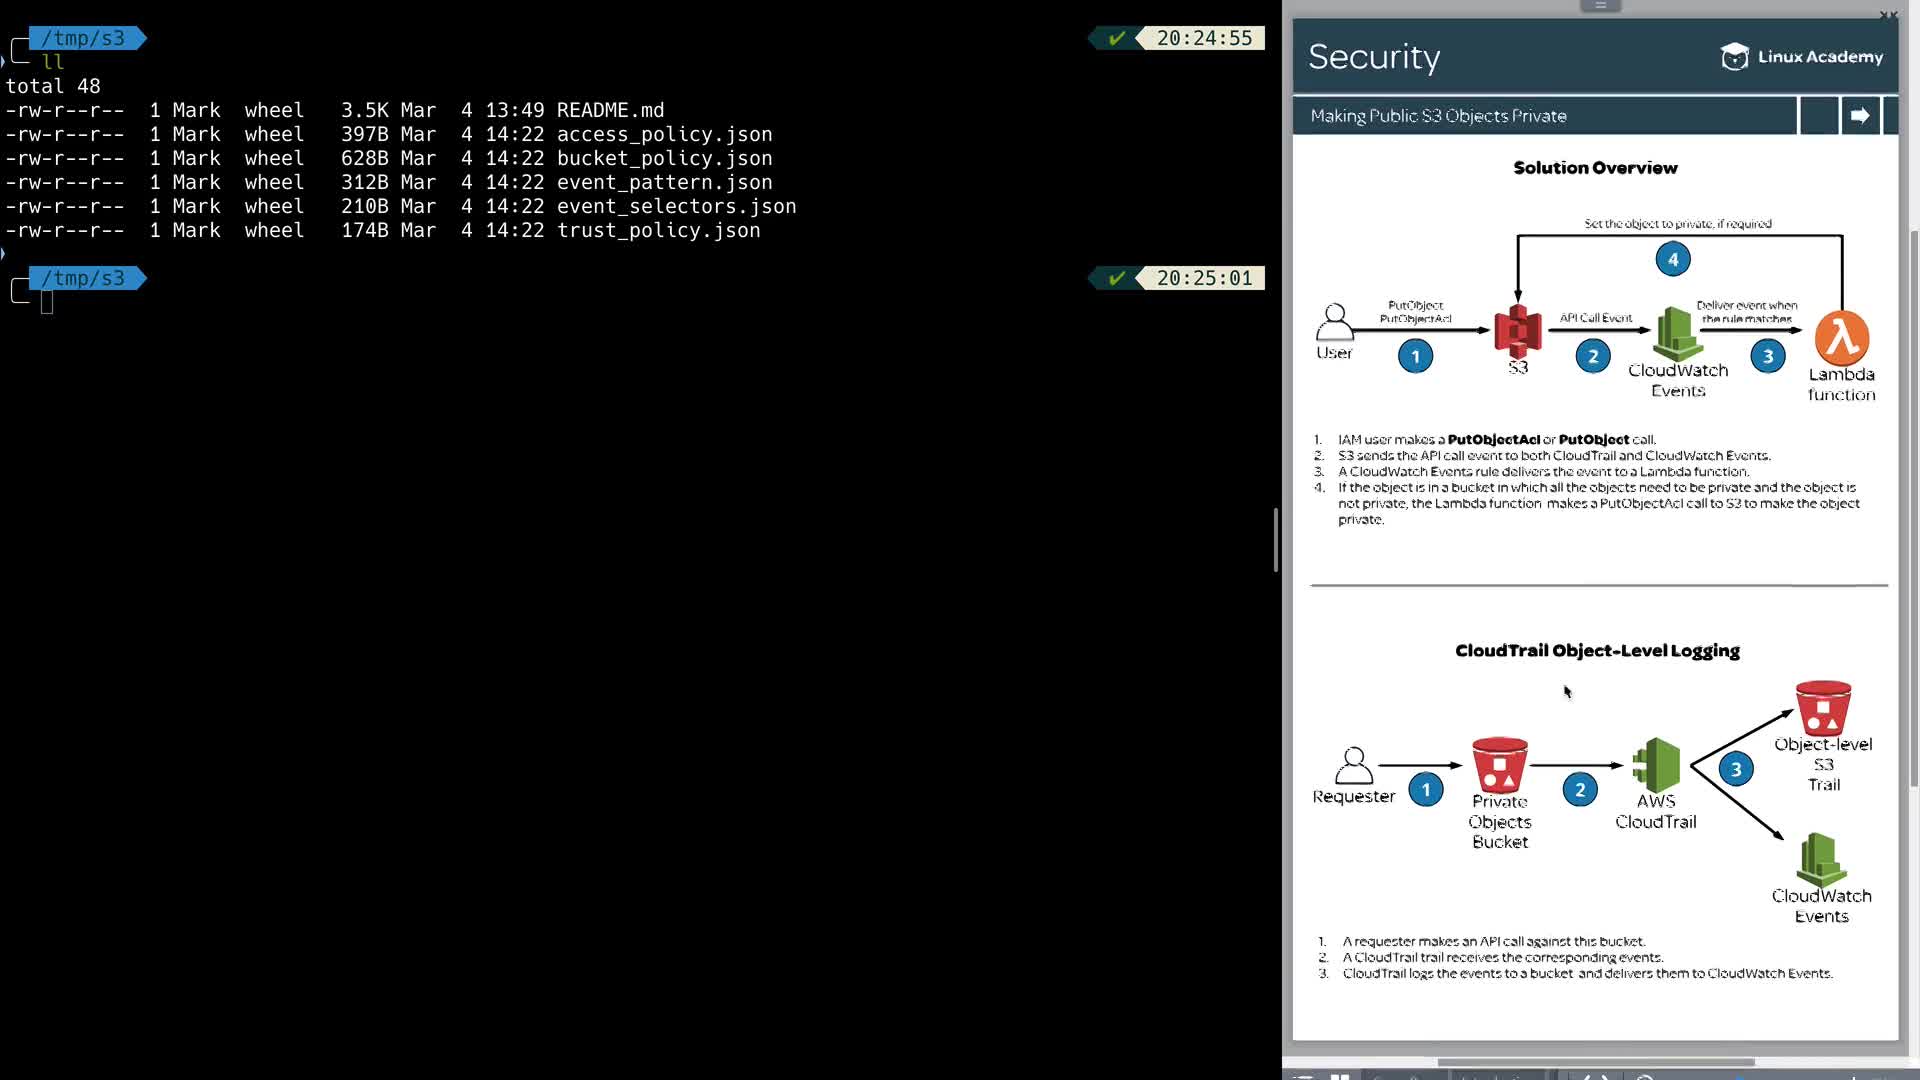 /tmp/s3 ✔ 20:24:55
ll
total 48
-rw-r--r-- 1 Mark wheel 3.5K Mar 4 13:49 README.md
-rw-r--r-- 1 Mark wheel 397B Mar 4 14:22 access_policy.json
-rw-r--r-- 1 Mark wheel 628B Mar 4 14:22 bucket_policy.json
-rw-r--r-- 1 Mark wheel 312B Mar 4 14:22 event_pattern.json
-rw-r--r-- 1 Mark wheel 210B Mar 4 14:22 event_selectors.json
-rw-r--r-- 1 Mark wheel 174B Mar 4 14:22 trust_policy.json
/tmp/s3 ✔ 20:25:01
Security
Linux Academy
Making Public S3 Objects Private
Solution Overview
Set the object to private, if required
4
PutObject
PutObjectAcl
API Call Event
Deliver event when
the rule matches
User
1
S3
2
CloudWatch
Events
3
λ
Lambda
function
1. IAM user makes a PutObjectAcl or PutObject call.
2. S3 sends the API call event to both CloudTrail and CloudWatch Events.
3. A CloudWatch Events rule delivers the event to a Lambda function.
4. If the object is in a bucket in which all the objects need to be private and the object is
not private, the Lambda function makes a PutObjectAcl call to S3 to make the object
private.
CloudTrail Object-Level Logging
Requester
1
Private
Objects
Bucket
2
AWS
CloudTrail
3
Object-level
S3
Trail
CloudWatch
Events
1. A requester makes an API call against this bucket.
2. A CloudTrail trail receives the corresponding events.
3. CloudTrail logs the events to a bucket and delivers them to CloudWatch Events.